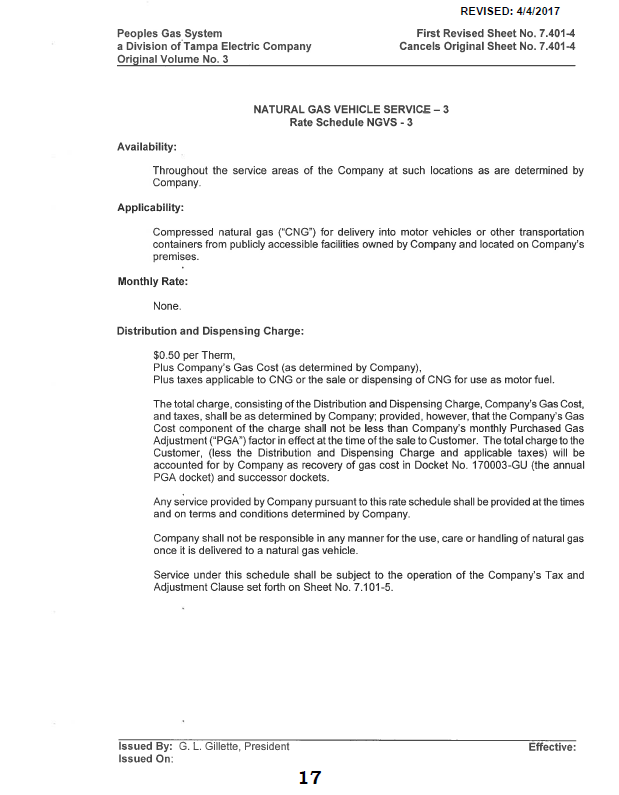 REVISED: 4/4/2017
Peoples Gas System
a Division of Tampa Electric Company
Original Volume No. 3
First Revised Sheet No. 7.401-4
Cancels Original Sheet No. 7.401-4
NATURAL GAS VEHICLE SERVICE – 3
Rate Schedule NGVS - 3
Availability:
Throughout the service areas of the Company at such locations as are determined by
Company.
Applicability:
Compressed natural gas ("CNG") for delivery into motor vehicles or other transportation
containers from publicly accessible facilities owned by Company and located on Company's
premises.
Monthly Rate:
None.
Distribution and Dispensing Charge:
$0.50 per Therm,
Plus Company's Gas Cost (as determined by Company),
Plus taxes applicable to CNG or the sale or dispensing of CNG for use as motor fuel.
The total charge, consisting of the Distribution and Dispensing Charge, Company's Gas Cost,
and taxes, shall be as determined by Company; provided, however, that the Company's Gas
Cost component of the charge shall not be less than Company's monthly Purchased Gas
Adjustment ("PGA") factor in effect at the time of the sale to Customer. The total charge to the
Customer, (less the Distribution and Dispensing Charge and applicable taxes) will be
accounted for by Company as recovery of gas cost in Docket No. 170003-GU (the annual
PGA docket) and successor dockets.
Any service provided by Company pursuant to this rate schedule shall be provided at the times
and on terms and conditions determined by Company.
Company shall not be responsible in any manner for the use, care or handling of natural gas
once it is delivered to a natural gas vehicle.
Service under this schedule shall be subject to the operation of the Company's Tax and
Adjustment Clause set forth on Sheet No. 7.101-5.
Issued By: G. L. Gillette, President
Issued On:
Effective:
17